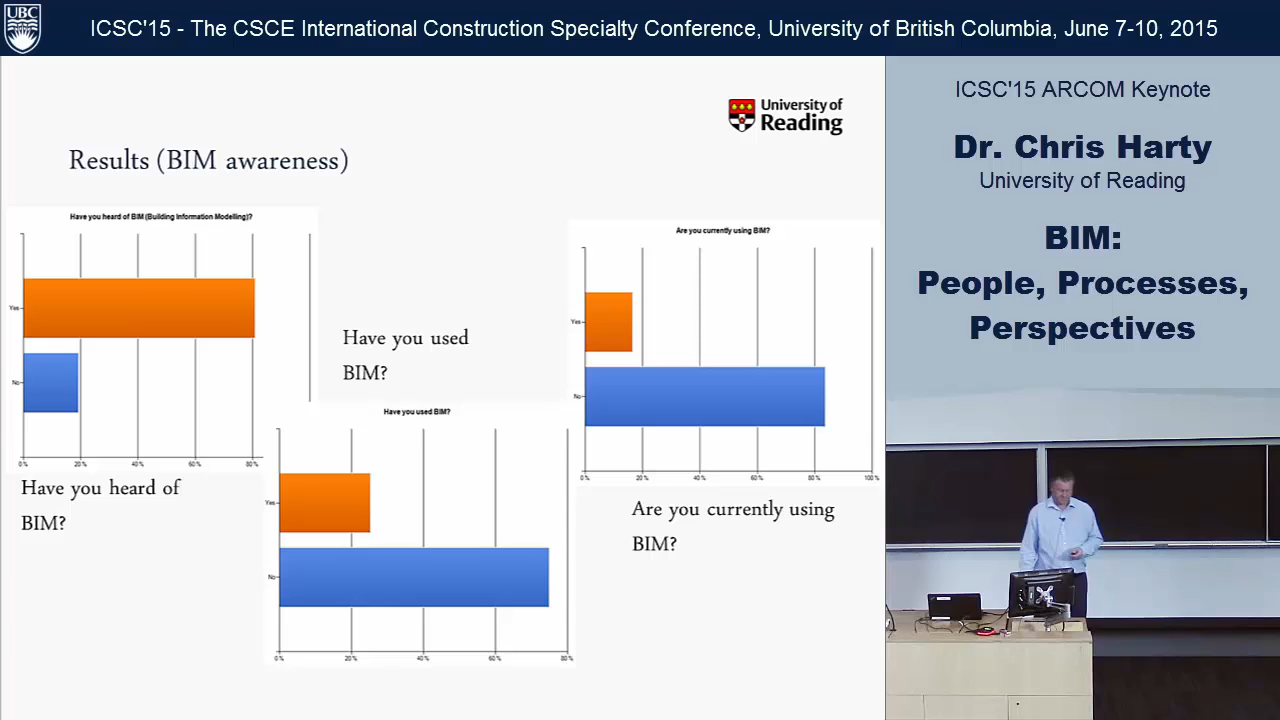 UBC
ICSC'15 - The CSCE International Construction Specialty Conference, University of British Columbia, June 7-10, 2015
University of
Reading
Results (BIM awareness)
Have you heard of BIM (Building Information Modelling)?
Yes
No
0%
20%
40%
60%
80%
Have you heard of
BIM?
Have you used
BIM?
Have you used BIM?
Yes
No
0%
20%
40%
60%
80%
Are you currently using BIM?
Yes
No
0%
20%
40%
60%
80%
100%
Are you currently using
BIM?
ICSC'15 ARCOM Keynote
Dr. Chris Harty
University of Reading
BIM:
People, Processes,
Perspectives